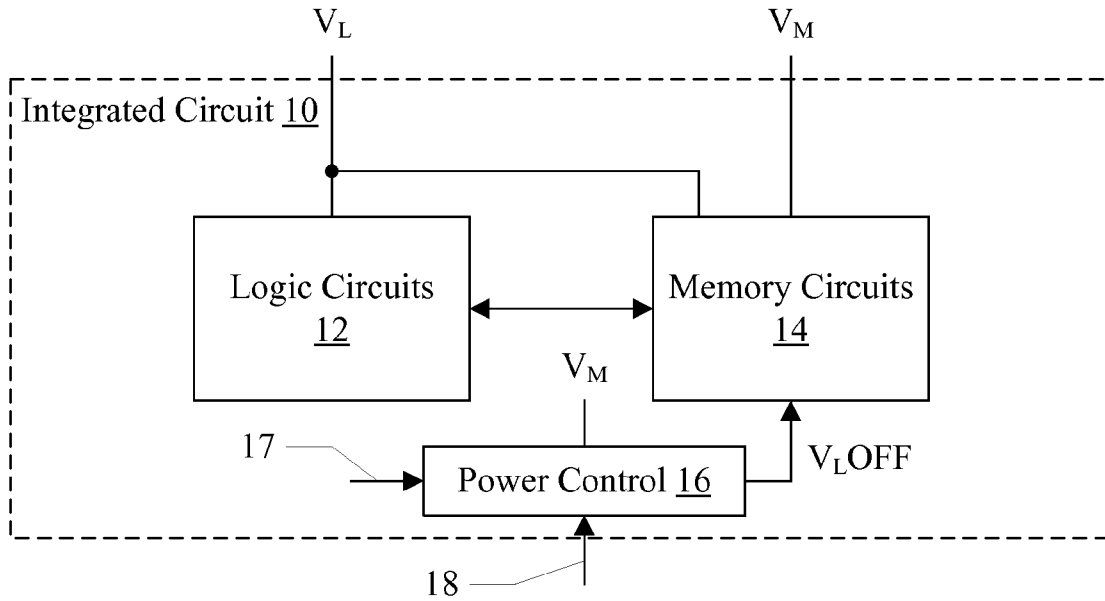 V_L
V_M
Integrated Circuit 10
Logic Circuits
12
Memory Circuits
14
V_M
17
V_LOFF
Power Control 16
18